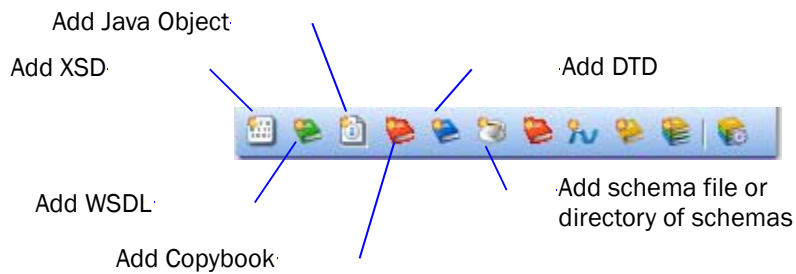 Add Java Object
Add XSD
Add DTD
Add WSDL
Add schema file or
directory of schemas
Add Copybook